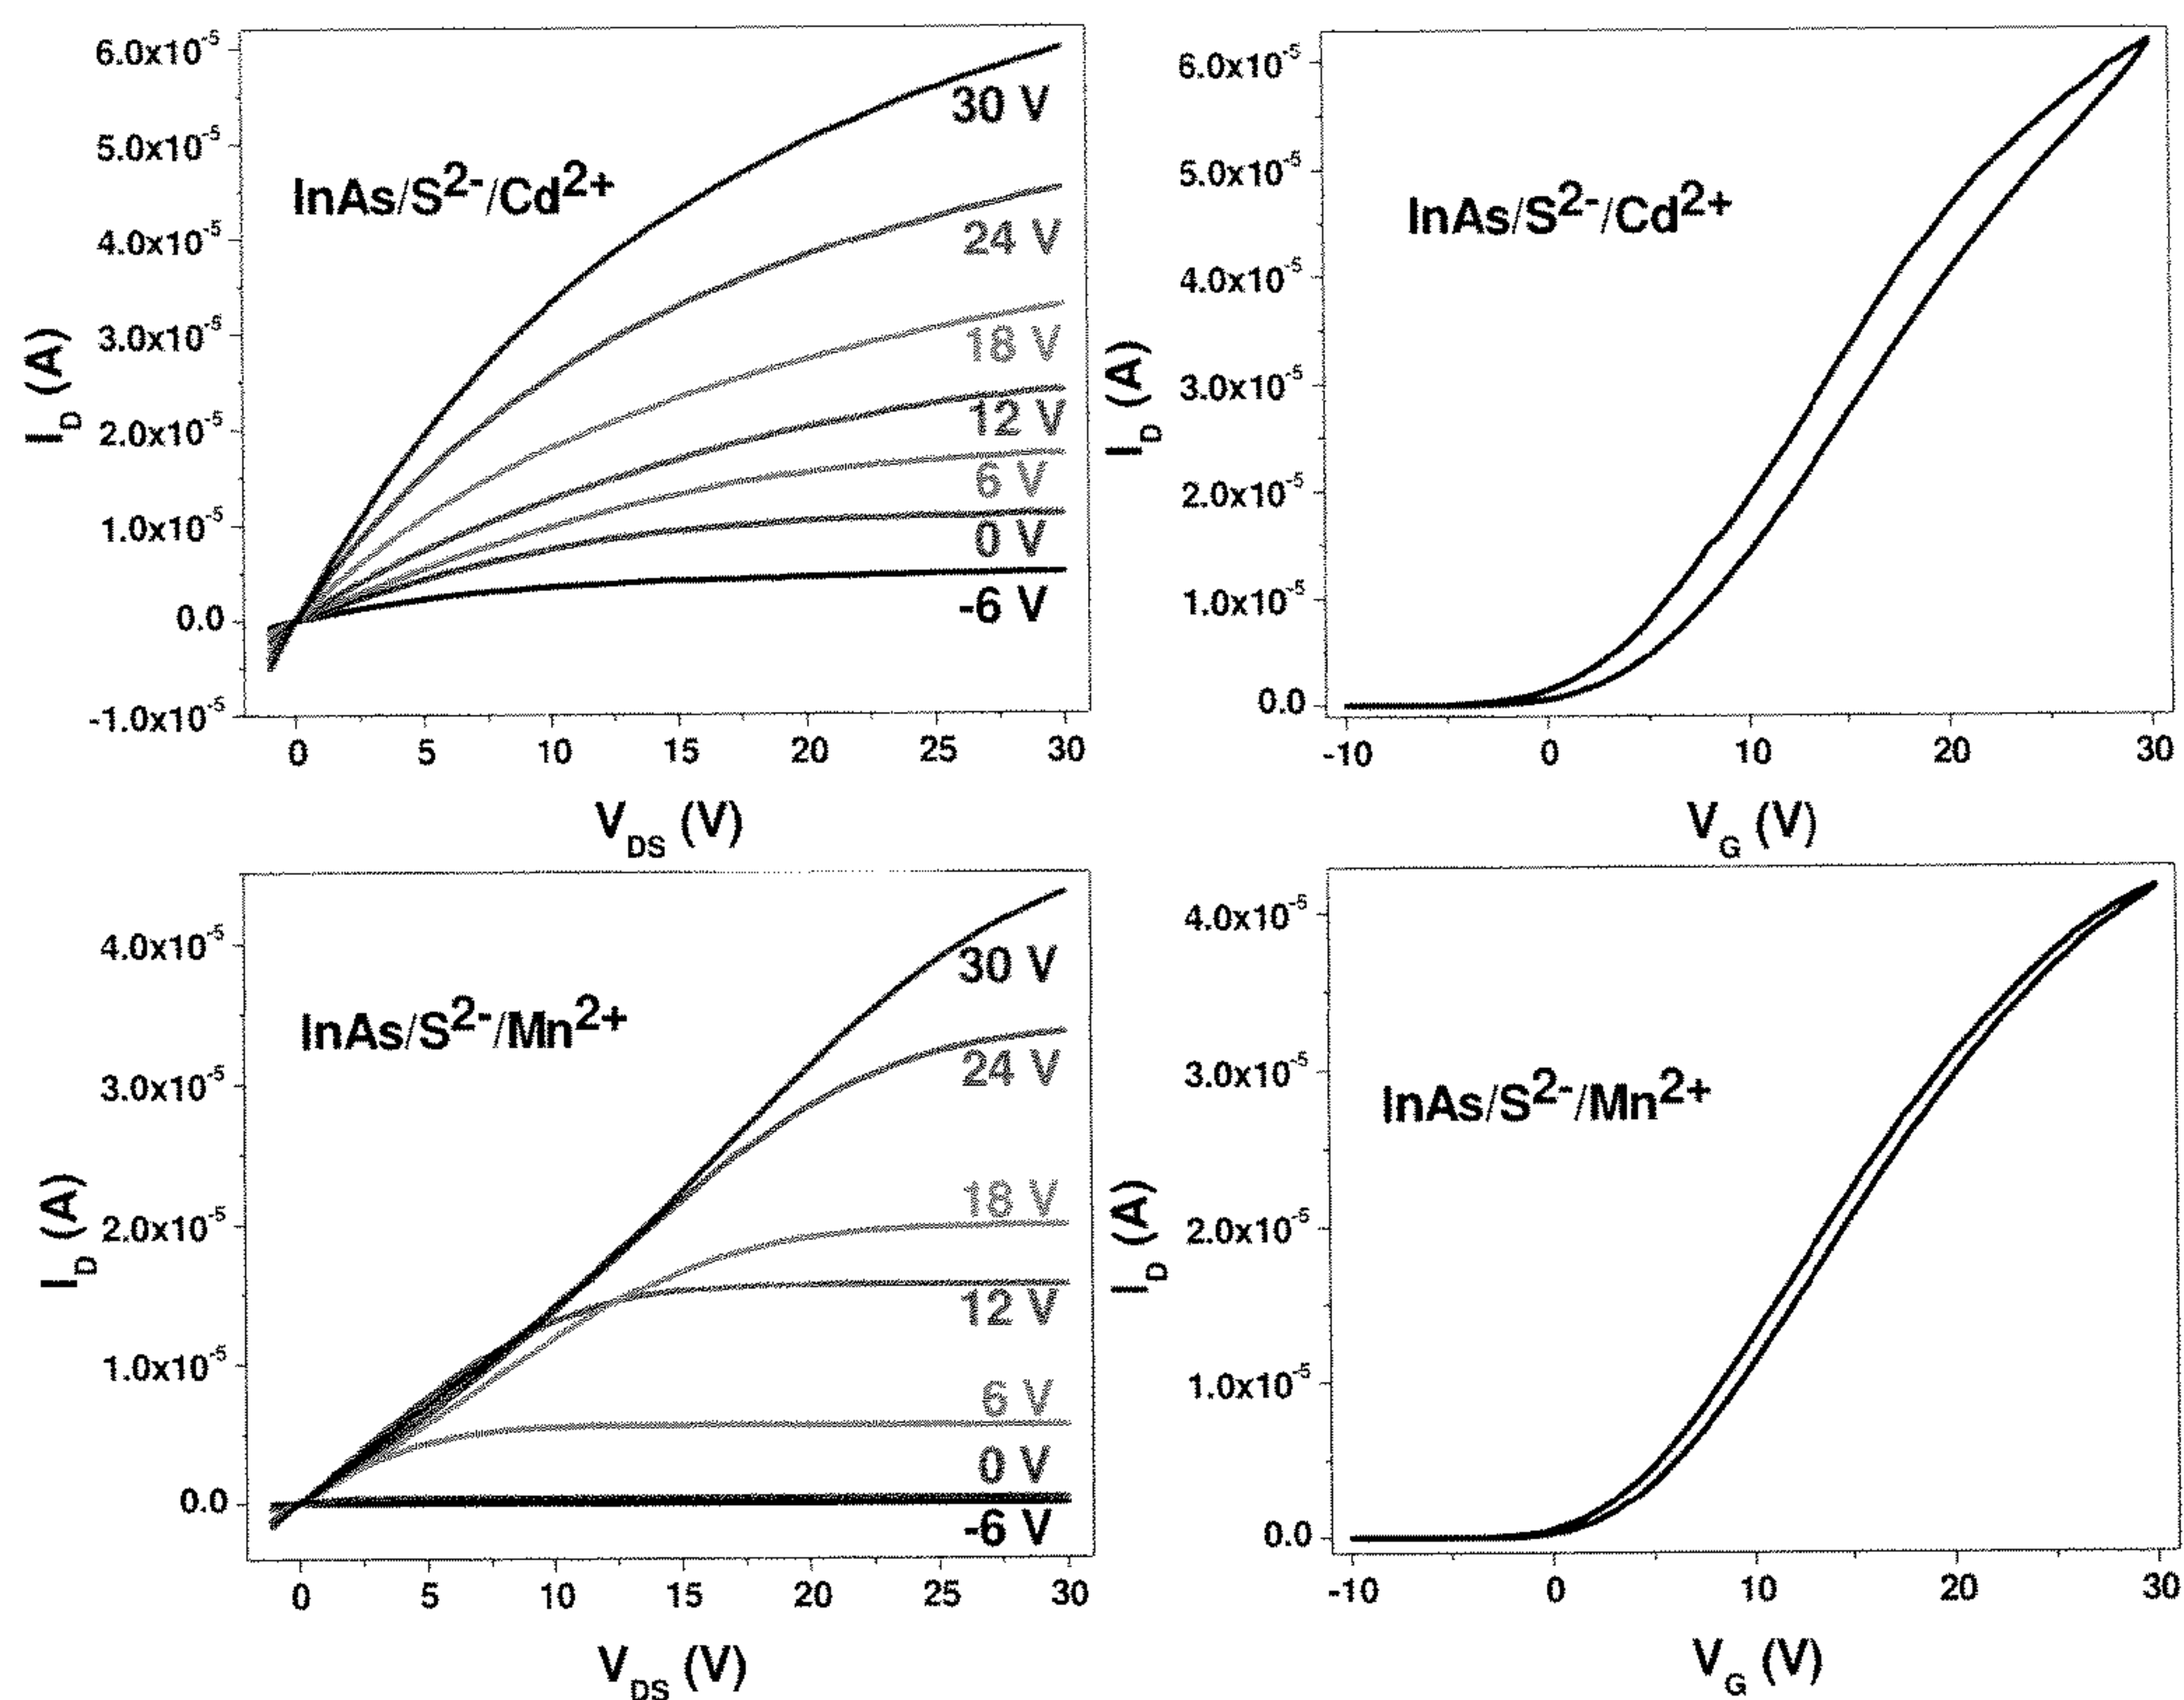 6.0x10⁻⁵
5.0x10⁻⁵
4.0x10⁻⁵
3.0x10⁻⁵
2.0x10⁻⁵
1.0x10⁻⁵
0.0
-1.0x10⁻⁵
I_D (A)
InAs/S²⁻/Cd²⁺
30 V
24 V
18 V
12 V
6 V
0 V
-6 V
0 5 10 15 20 25 30
V_DS (V)
6.0x10⁻⁵
5.0x10⁻⁵
4.0x10⁻⁵
3.0x10⁻⁵
2.0x10⁻⁵
1.0x10⁻⁵
0.0
I_D (A)
InAs/S²⁻/Cd²⁺
-10 0 10 20 30
V_G (V)
4.0x10⁻⁵
3.0x10⁻⁵
2.0x10⁻⁵
1.0x10⁻⁵
0.0
I_D (A)
InAs/S²⁻/Mn²⁺
30 V
24 V
18 V
12 V
6 V
0 V
-6 V
0 5 10 15 20 25 30
V_DS (V)
4.0x10⁻⁵
3.0x10⁻⁵
2.0x10⁻⁵
1.0x10⁻⁵
0.0
I_D (A)
InAs/S²⁻/Mn²⁺
-10 0 10 20 30
V_G (V)